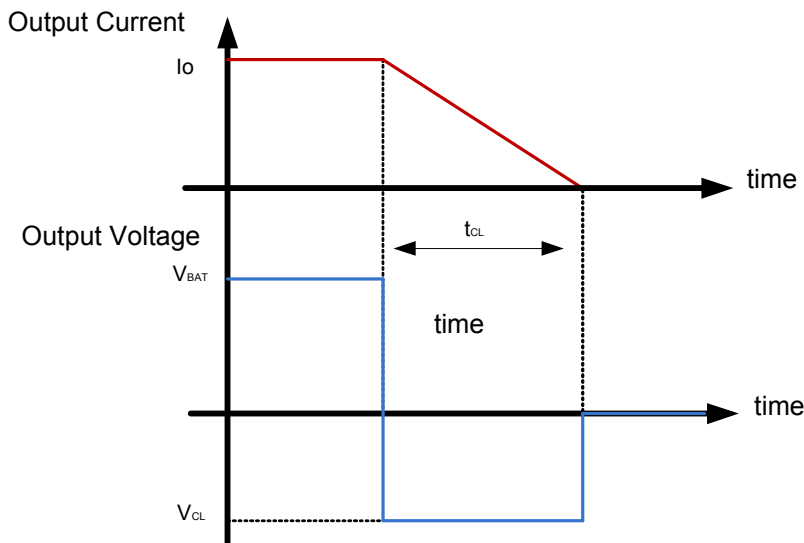 Output Current
Io
time
Output Voltage
tCL
VBAT
time
time
VCL